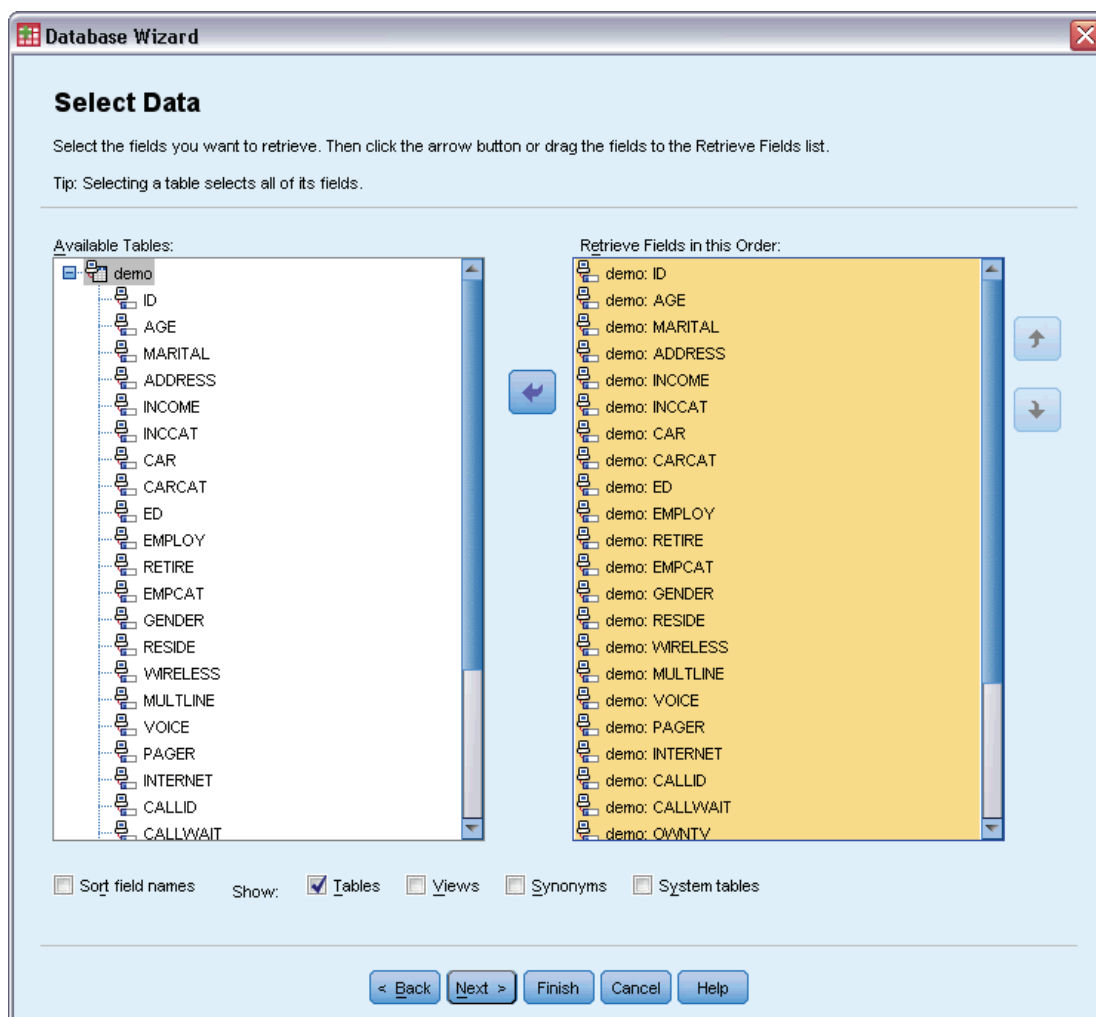 Database Wizard
Select Data
Select the fields you want to retrieve. Then click the arrow button or drag the fields to the Retrieve Fields list.
Tip: Selecting a table selects all of its fields.
Available Tables:
demo
ID
AGE
MARITAL
ADDRESS
INCOME
INCCAT
CAR
CARCAT
ED
EMPLOY
RETIRE
EMPCAT
GENDER
RESIDE
WIRELESS
MULTLINE
VOICE
PAGER
INTERNET
CALLID
CALLWAIT
Retrieve Fields in this Order:
demo: ID
demo: AGE
demo: MARITAL
demo: ADDRESS
demo: INCOME
demo: INCCAT
demo: CAR
demo: CARCAT
demo: ED
demo: EMPLOY
demo: RETIRE
demo: EMPCAT
demo: GENDER
demo: RESIDE
demo: WIRELESS
demo: MULTLINE
demo: VOICE
demo: PAGER
demo: INTERNET
demo: CALLID
demo: CALLWAIT
demo: OWNTV
Sort field names Show: Tables Views Synonyms System tables
< Back Next > Finish Cancel Help